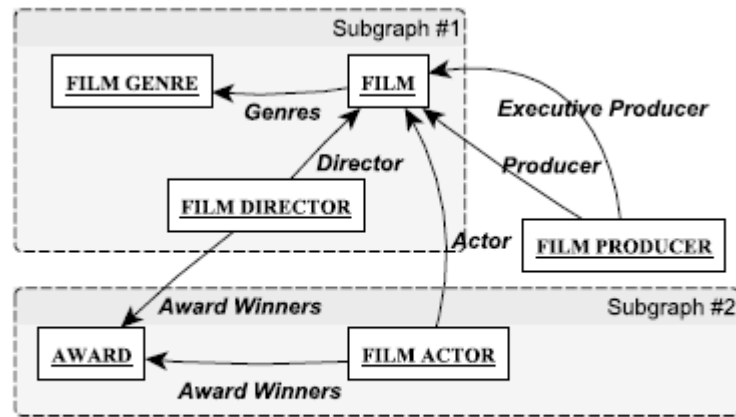 Subgraph #1
FILM GENRE
FILM
Genres
Executive Producer
Director
Producer
FILM DIRECTOR
Actor
FILM PRODUCER
Award Winners
Subgraph #2
AWARD
FILM ACTOR
Award Winners